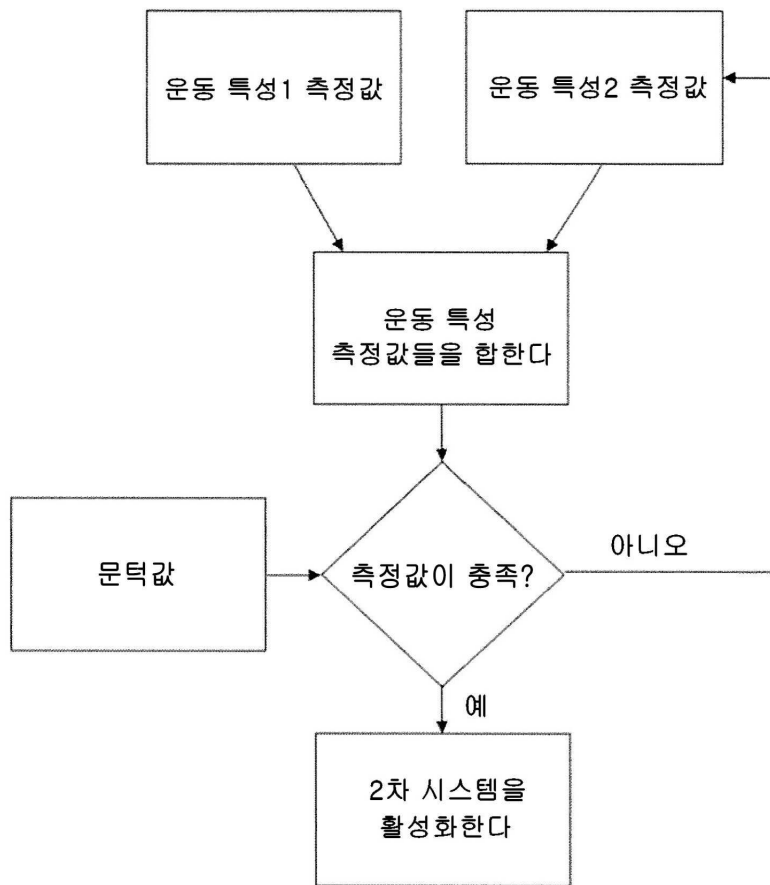 운동 특성1 측정값
운동 특성2 측정값
운동 특성
측정값들을 합한다
문턱값
측정값이 충족?
아니오
예
2차 시스템을
활성화한다